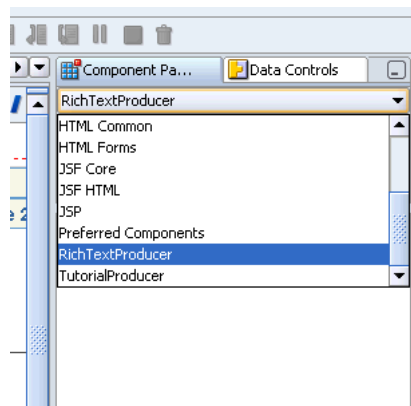 Component Pa...
Data Controls
RichTextProducer
HTML Common
HTML Forms
JSF Core
JSF HTML
JSP
Preferred Components
RichTextProducer
TutorialProducer